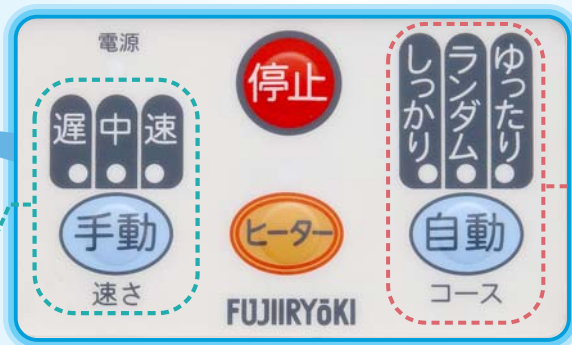 電源
停止
遅 中 速
手動
速さ
ヒーター
FUJIIRYōKI
しっかり
ランダム
ゆったり
自動
コース